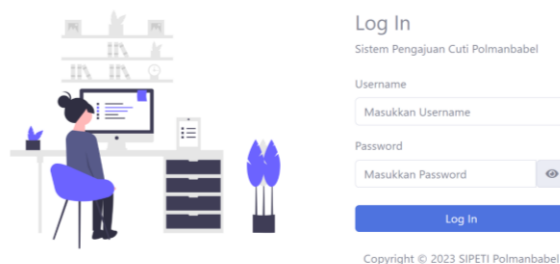 Log In
Sistem Pengajuan Cuti Polmanbabel
Username
Masukkan Username
Password
Masukkan Password
Log In
Copyright © 2023 SIPETI Polmanbabel